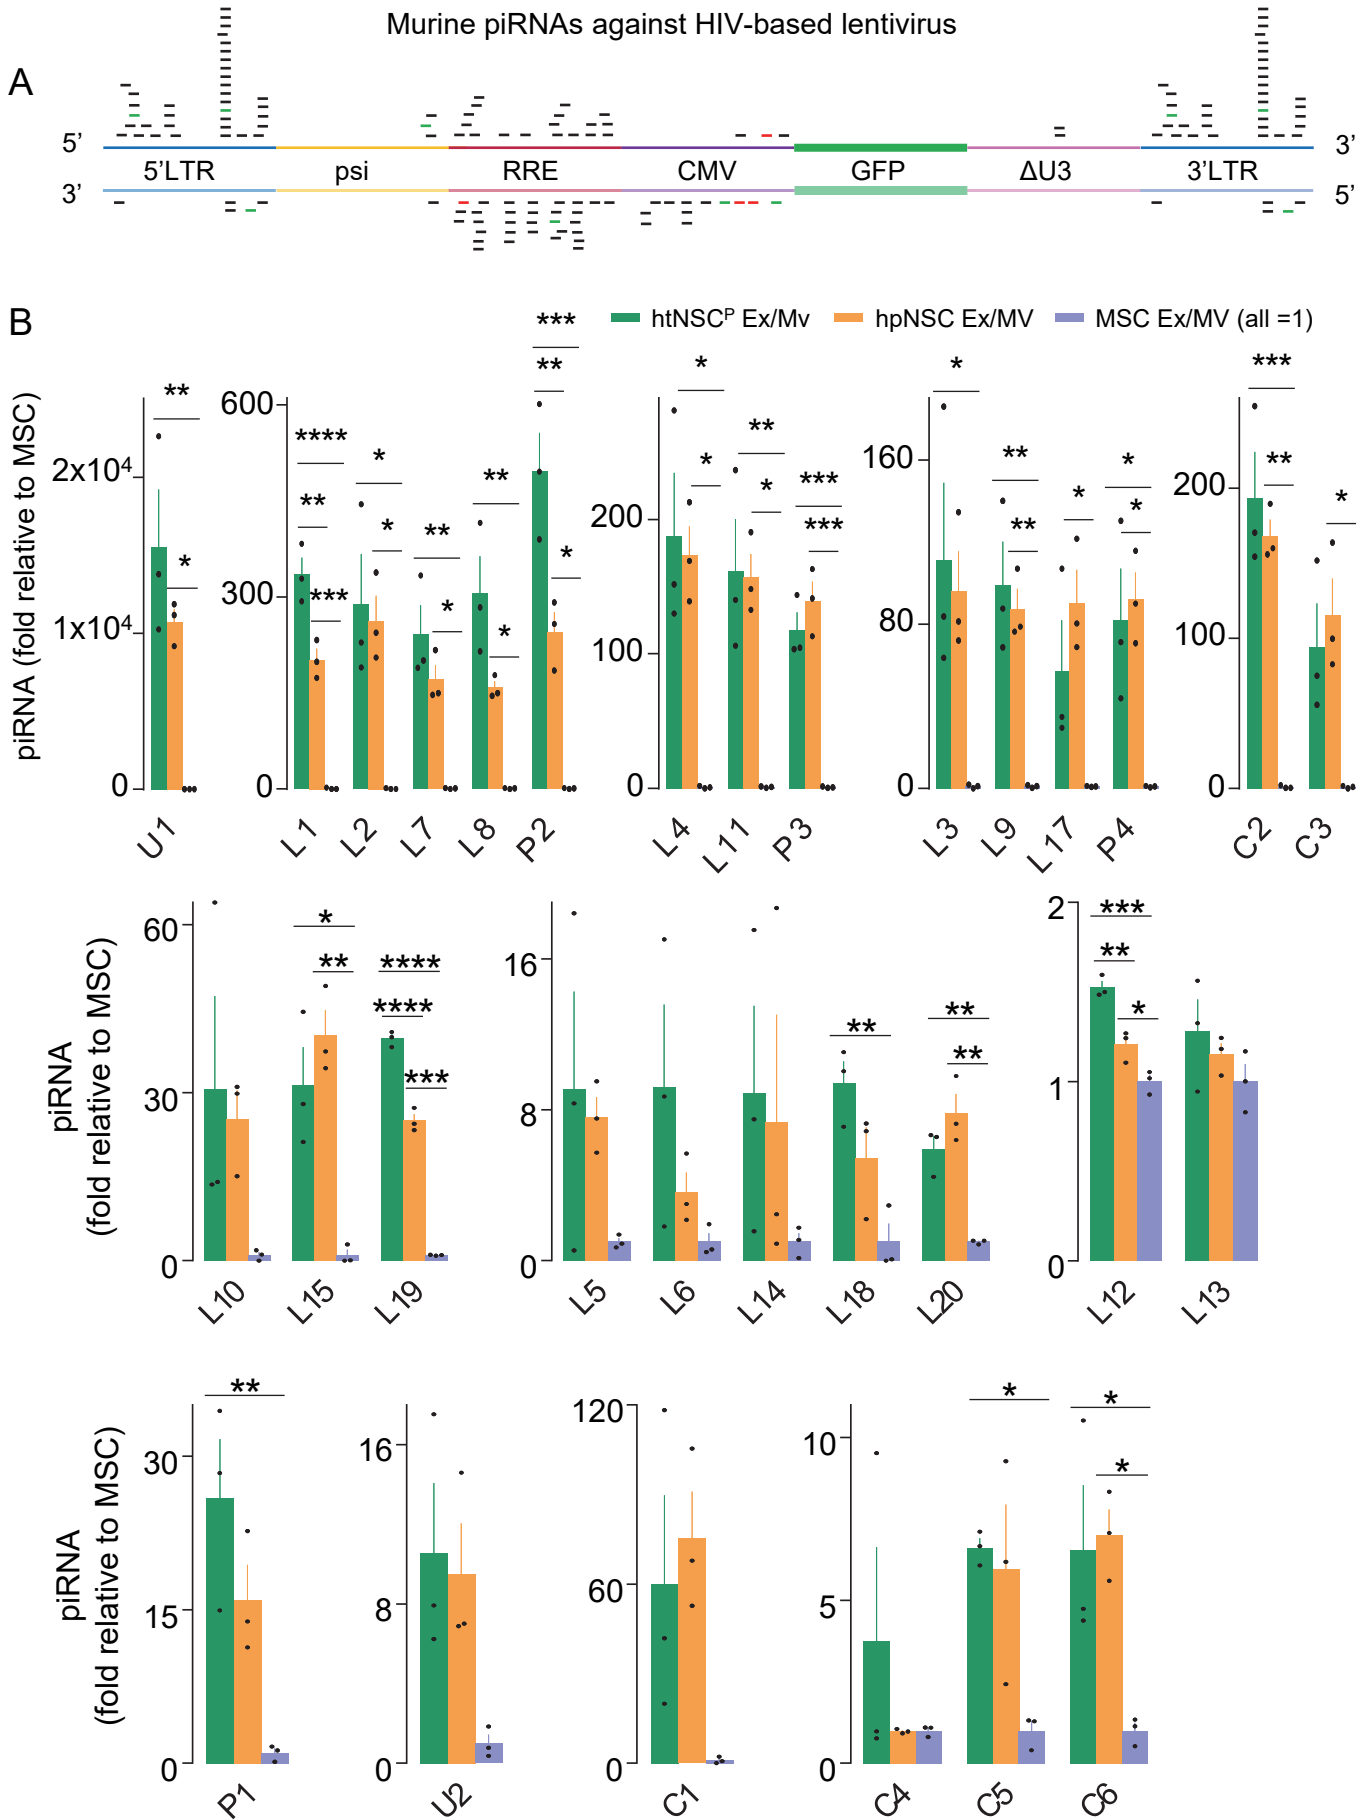 Murine piRNAs against HIV-based lentivirus
A
5’ 3’
5’LTR psi RRE CMV GFP ΔU3 3’LTR
3’ 5’
B
htNSCᴾ Ex/Mv hpNSC Ex/MV MSC Ex/MV (all =1)
piRNA (fold relative to MSC)
2x10⁴
1x10⁴
0
** *
U1
600
300
0
**** ** *** * * ** * ** * *** ** *
L1 L2 L7 L8 P2
200
100
0
* * ** * *** ***
L4 L11 P3
160
80
0
* ** ** * * *
L3 L9 L17 P4
200
100
0
*** ** *
C2 C3
piRNA
(fold relative to MSC)
60
30
0
* ** **** **** ***
L10 L15 L19
16
8
0
** ** **
L5 L6 L14 L18 L20
2
1
0
*** ** *
L12 L13
piRNA
(fold relative to MSC)
30
15
0
**
P1
16
8
0
U2
120
60
0
C1
10
5
0
* * *
C4 C5 C6